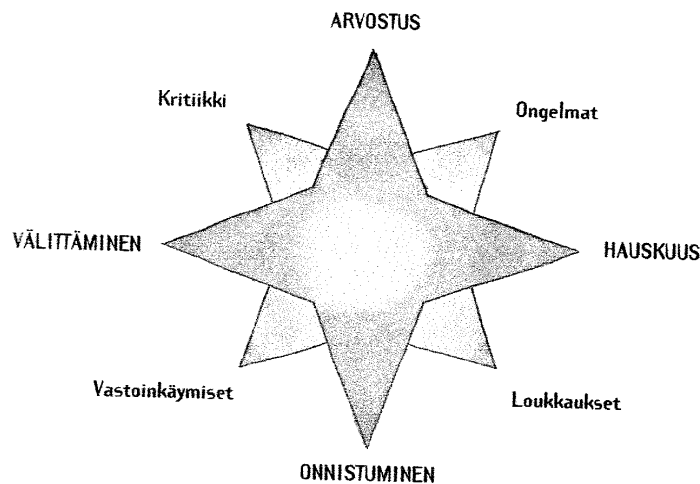 ARVOSTUS
Kritiikki
Ongelmat
VÄLITTÄMINEN
HAUSKUUS
Vastoinkäymiset
Loukkaukset
ONNISTUMINEN